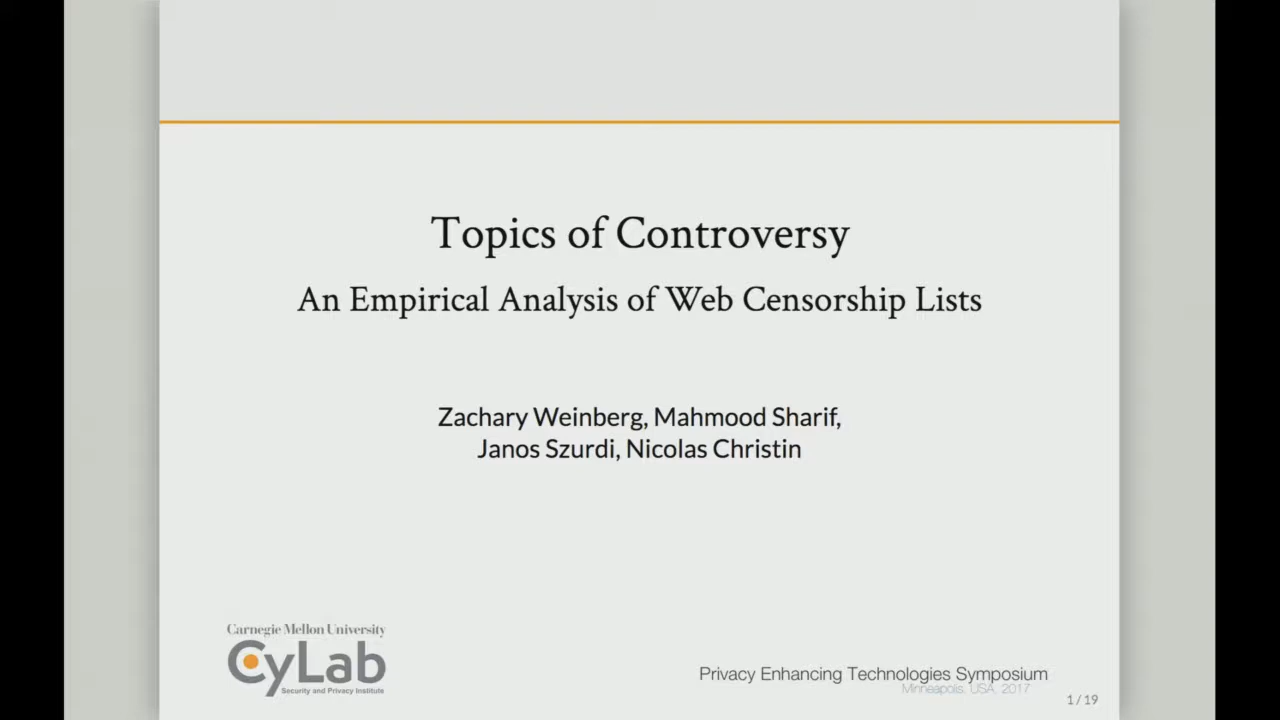 Topics of Controversy
An Empirical Analysis of Web Censorship Lists
Zachary Weinberg, Mahmood Sharif,
Janos Szurdi, Nicolas Christin
Carnegie Mellon University
CyLab
Security and Privacy Institute
Privacy Enhancing Technologies Symposium
Minneapolis, USA, 2017
1 / 19